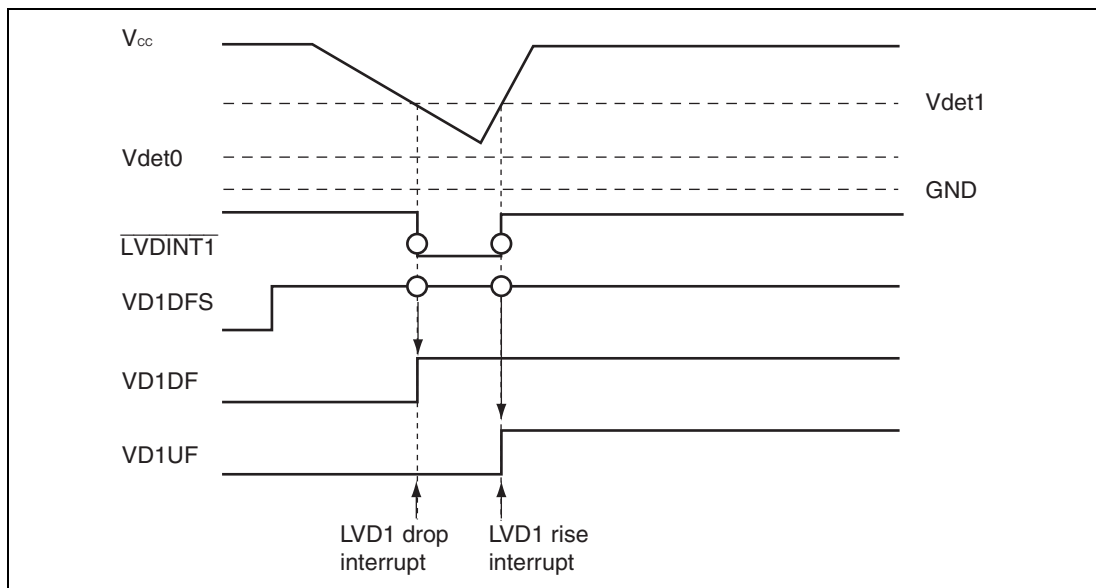 Vcc
Vdet1
Vdet0
GND
LVDINT1
VD1DFS
VD1DF
VD1UF
LVD1 drop
interrupt
LVD1 rise
interrupt